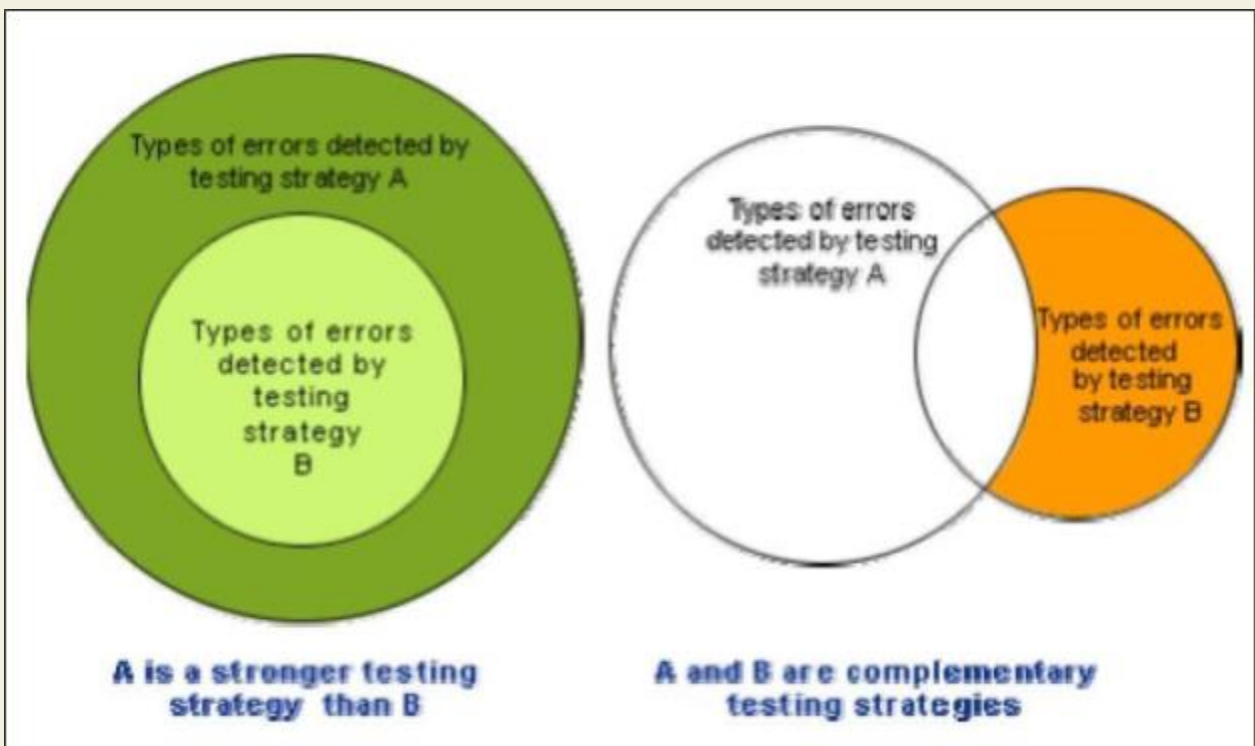 Types of errors detected by
testing strategy A
Types of errors
detected by
testing
strategy
B
A is a stronger testing
strategy than B
Types of errors
detected by testing
strategy A
Types of errors
detected
by testing
strategy B
A and B are complementary
testing strategies